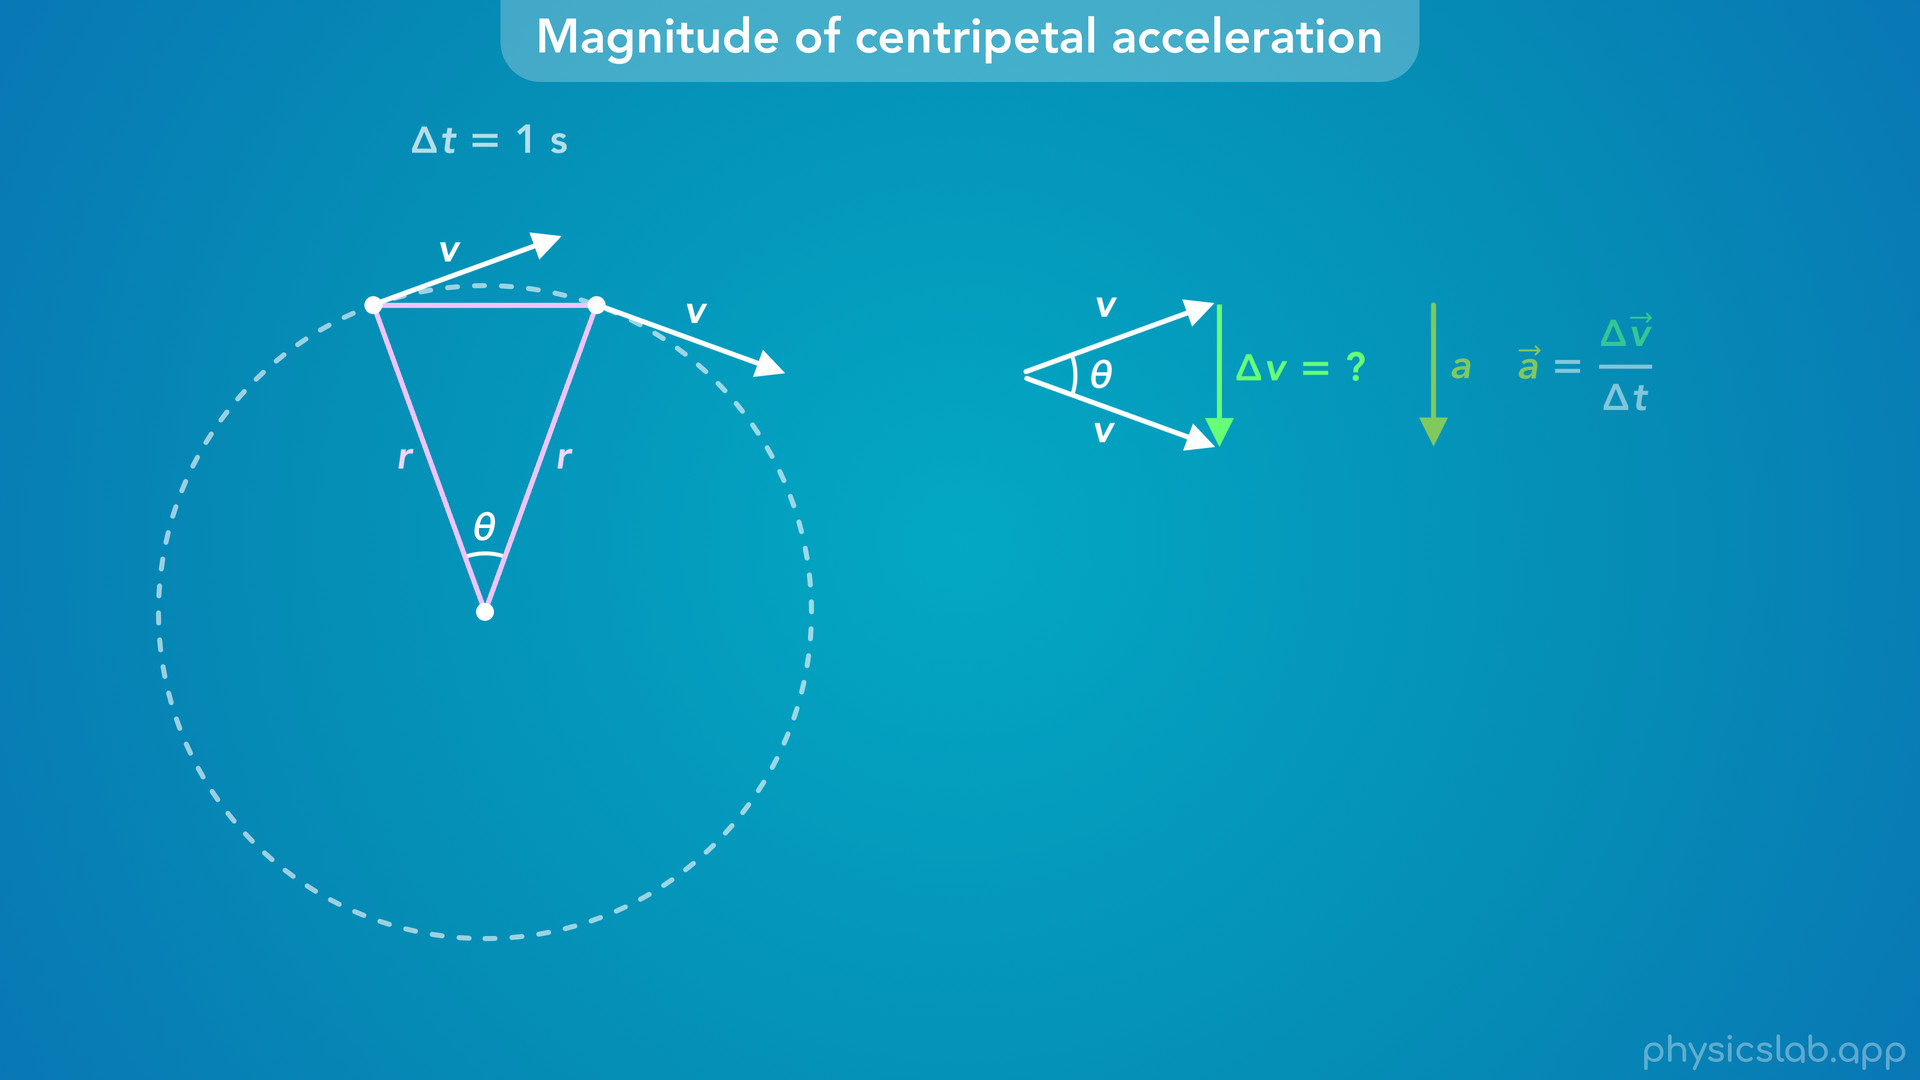 Magnitude of centripetal acceleration
Δt = 1 s
v
v
r
r
θ
v
θ
v
Δv = ?
a
a⃗ = Δv⃗ / Δt
physicslab.app